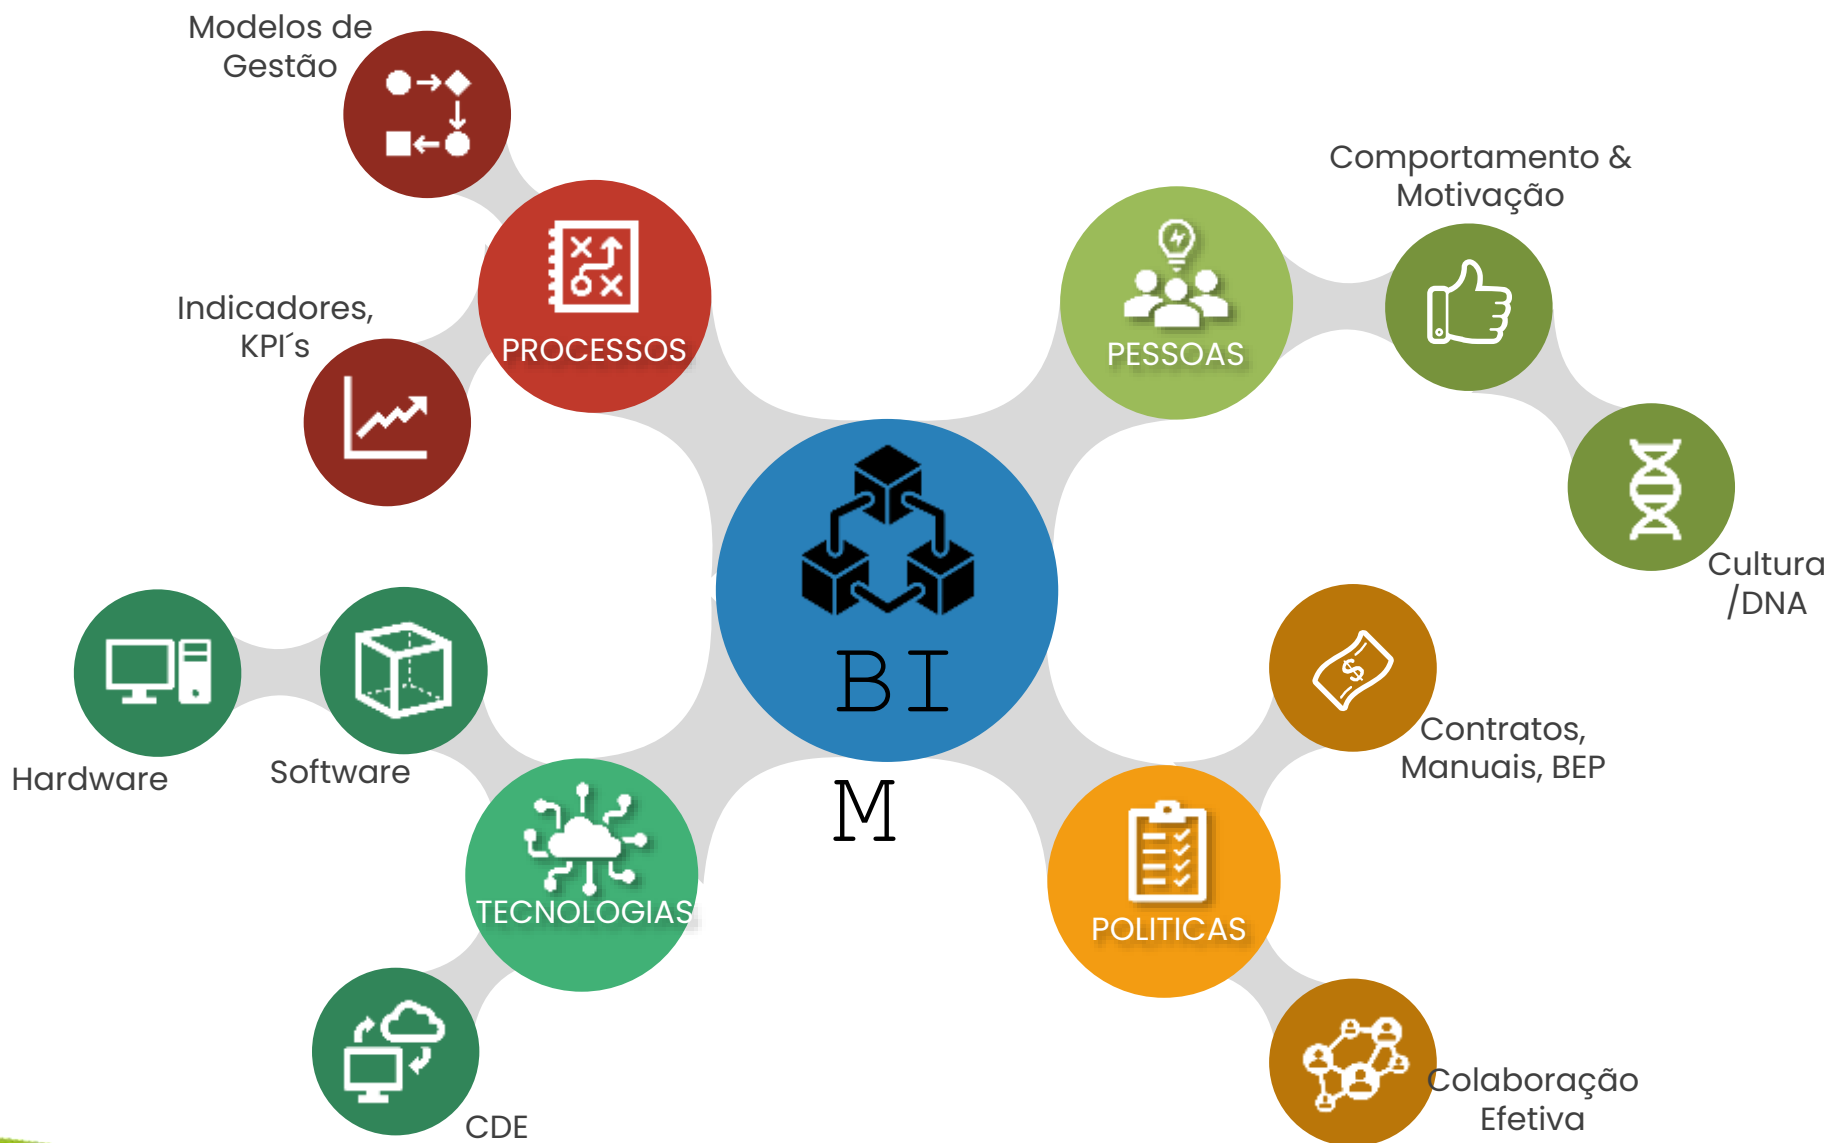 Modelos de
Gestão
PROCESSOS
Indicadores,
KPI´s
Comportamento &
Motivação
PESSOAS
Cultura
/DNA
BI
M
Hardware
Software
TECNOLOGIAS
CDE
Contratos,
Manuais, BEP
POLITICAS
Colaboração
Efetiva